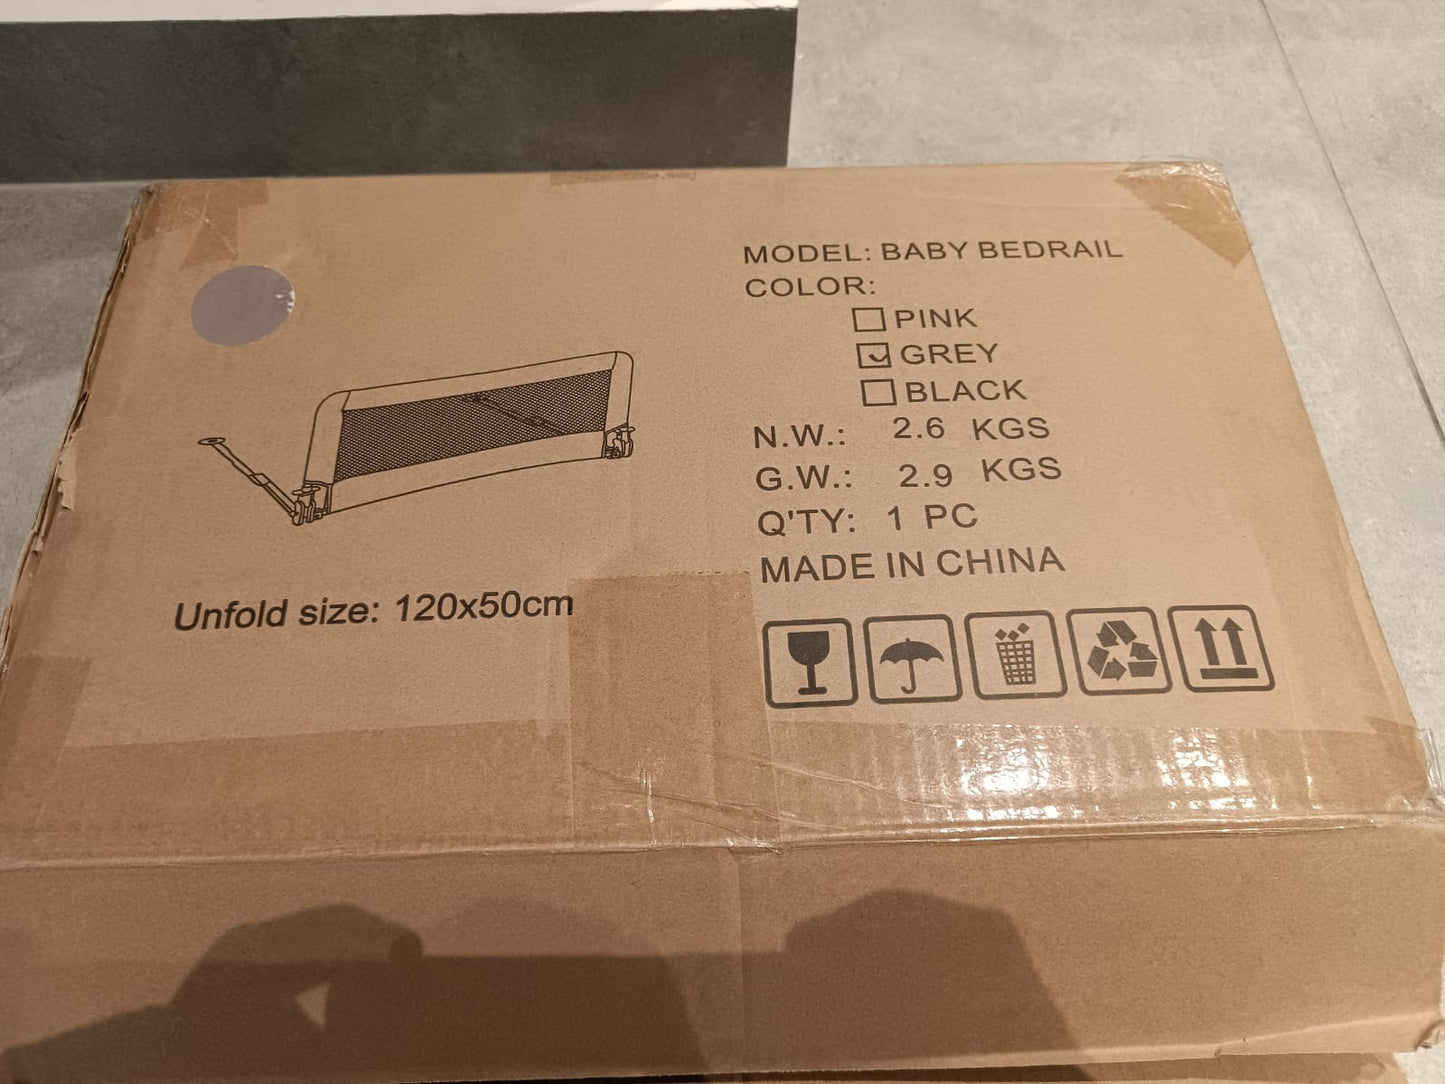 MODEL: BABY BEDRAIL
COLOR:
PINK
GREY
BLACK
N.W.: 2.6 KGS
G.W.: 2.9 KGS
Q'TY: 1 PC
MADE IN CHINA
Unfold size: 120x50cm